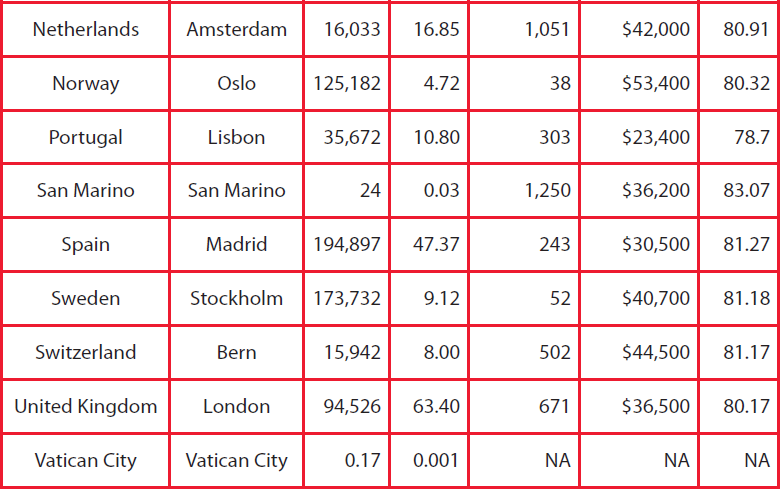 Netherlands Amsterdam 16,033 16.85 1,051 $42,000 80.91
Norway Oslo 125,182 4.72 38 $53,400 80.32
Portugal Lisbon 35,672 10.80 303 $23,400 78.7
San Marino San Marino 24 0.03 1,250 $36,200 83.07
Spain Madrid 194,897 47.37 243 $30,500 81.27
Sweden Stockholm 173,732 9.12 52 $40,700 81.18
Switzerland Bern 15,942 8.00 502 $44,500 81.17
United Kingdom London 94,526 63.40 671 $36,500 80.17
Vatican City Vatican City 0.17 0.001 NA NA NA